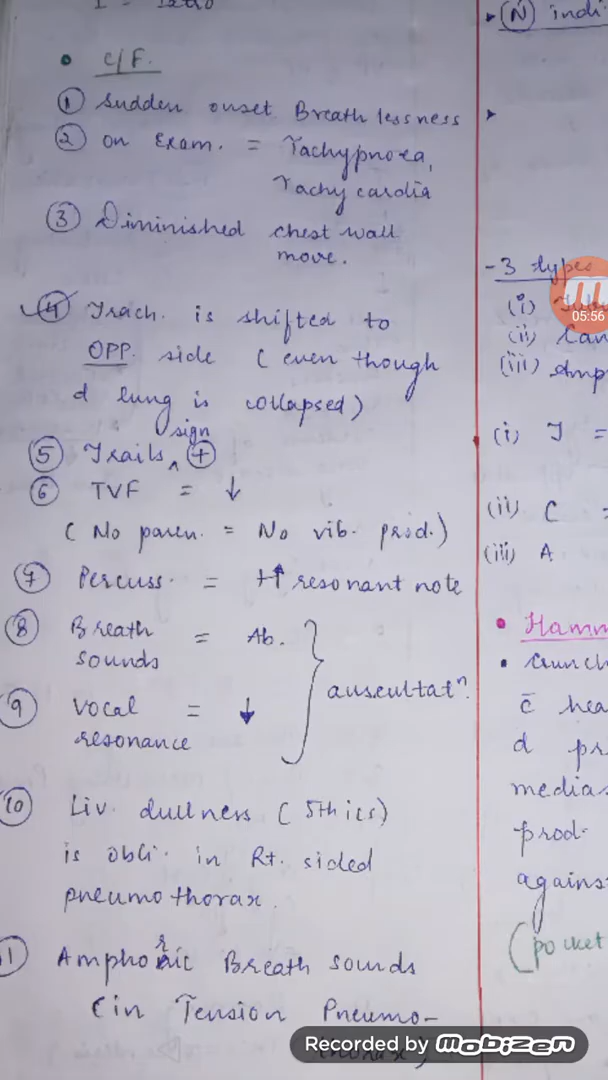 • C/F.
① Sudden onset Breathlessness
② on Exam. = Tachypnoea,
Tachycardia
③ Diminished chest wall
move.
④ Trach. is shifted to
OPP. side (even though
d lung is collapsed)
sign
⑤ Trails ^ ⊕
⑥ TVF = ↓
(No paren. = No vib. prod.)
⑦ Percuss. = ↑↑ resonant note
⑧ Breath = Ab.
sounds
auscultatⁿ.
⑨ Vocal = ↓
resonance
⑩ Liv. dullness (5th ics)
is obli. in Rt. sided
pneumothorax.
Amphoric Breath sounds
(in Tension Pneumo-
(N) indi
- 3 types
05:56
(i)
(ii) Can
(iii) Amp
(i) T =
(ii) C =
(iii) A
• Hamm
• Crunch
c̄ hea
d pr
medias
prod.
against
(pocket
Recorded by mobizen